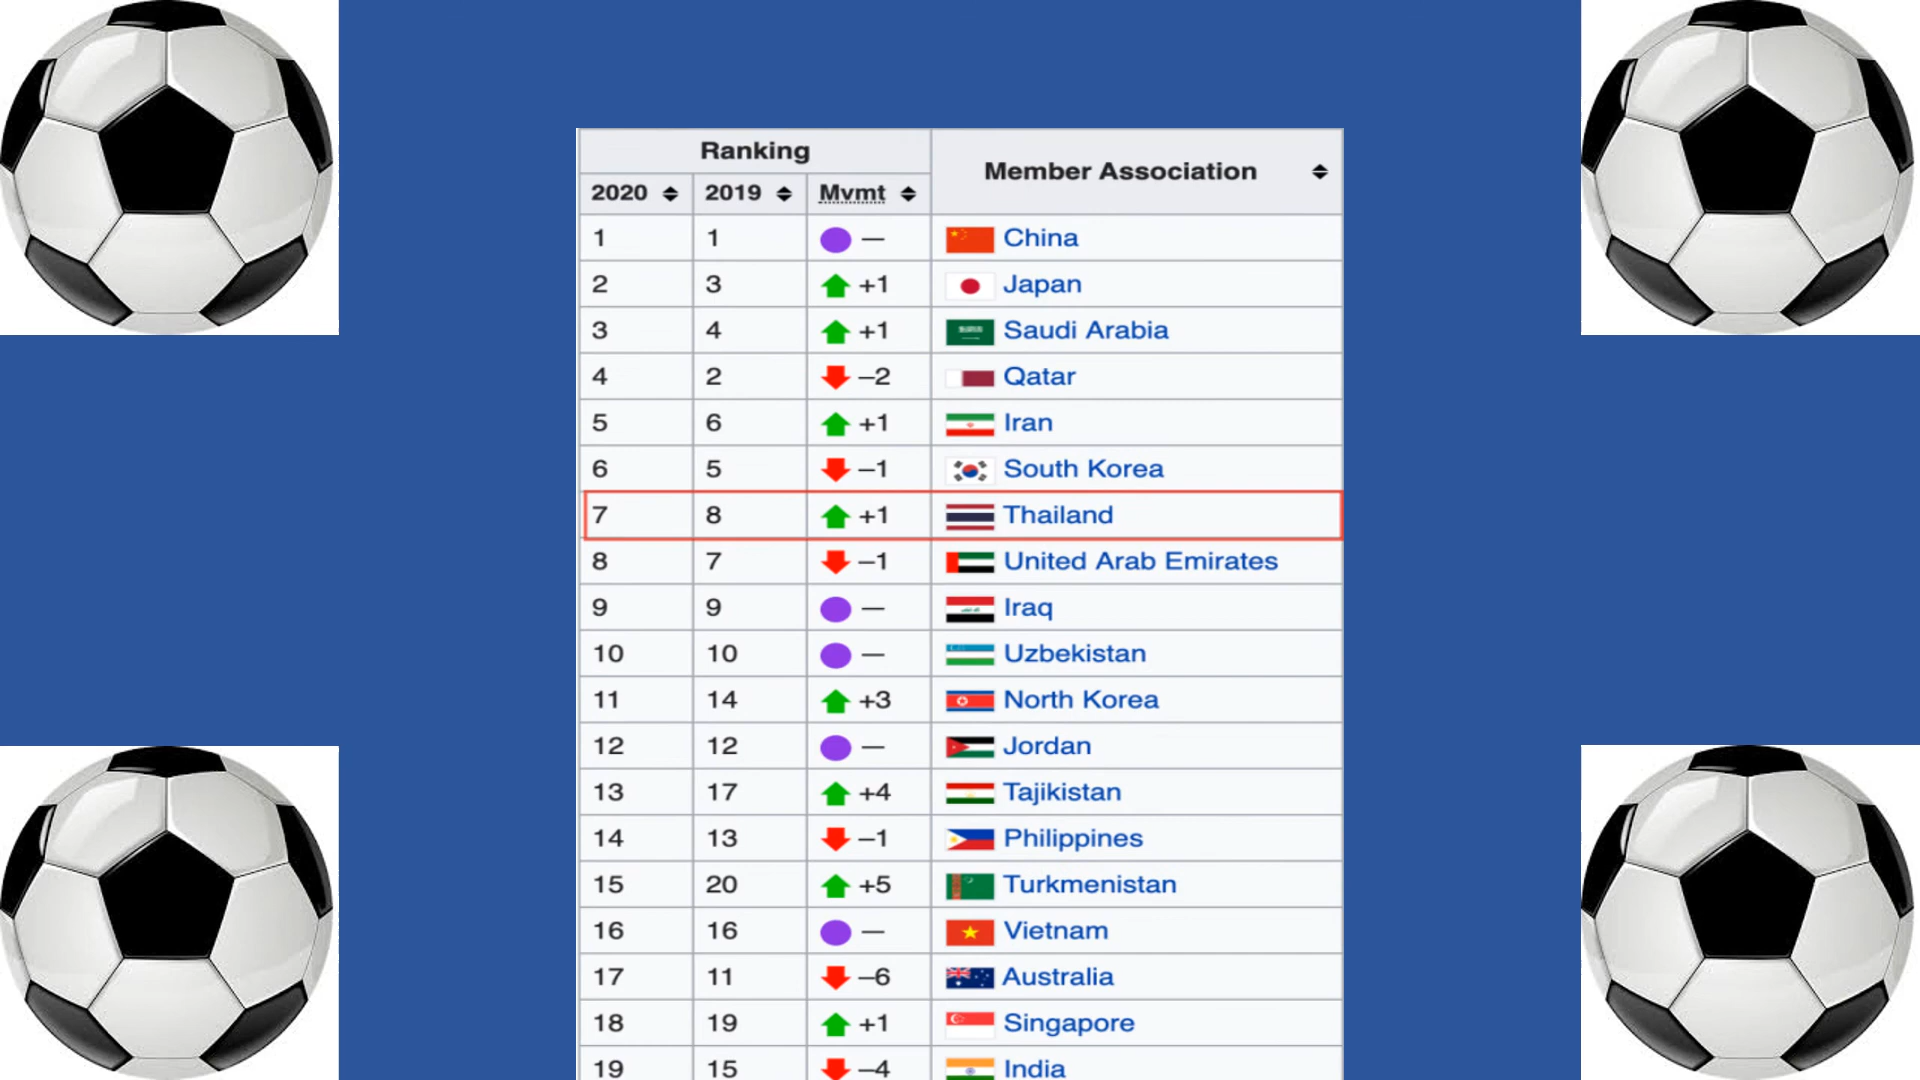 Ranking
Member Association
2020 2019 Mvmt
1 1 — China
2 3 +1 Japan
3 4 +1 Saudi Arabia
4 2 –2 Qatar
5 6 +1 Iran
6 5 –1 South Korea
7 8 +1 Thailand
8 7 –1 United Arab Emirates
9 9 — Iraq
10 10 — Uzbekistan
11 14 +3 North Korea
12 12 — Jordan
13 17 +4 Tajikistan
14 13 –1 Philippines
15 20 +5 Turkmenistan
16 16 — Vietnam
17 11 –6 Australia
18 19 +1 Singapore
19 15 –4 India